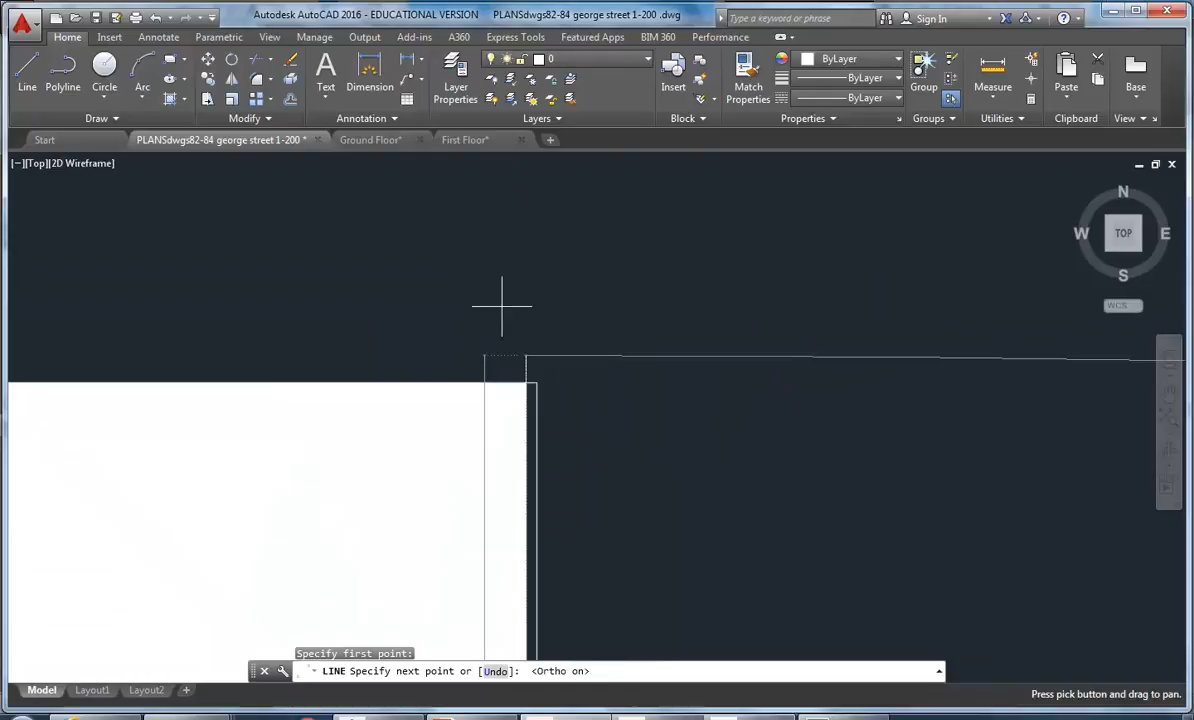 Autodesk AutoCAD 2016 - EDUCATIONAL VERSION PLANSdwgs82-84 george street 1-200 .dwg
Type a keyword or phrase
Sign In
Home Insert Annotate Parametric View Manage Output Add-ins A360 Express Tools Featured Apps BIM 360 Performance
0
ByLayer
ByLayer
ByLayer
Line Polyline Circle Arc
Text Dimension
Layer Properties
Insert
Match Properties
Group
Measure
Paste
Base
Draw Modify Annotation Layers Block Properties Groups Utilities Clipboard View
Start PLANSdwgs82-84 george street 1-200 * Ground Floor* First Floor*
[−][Top][2D Wireframe]
N
W TOP E
S
WCS
Specify first point:
LINE Specify next point or [Undo]: <Ortho on>
Model Layout1 Layout2
Press pick button and drag to pan.